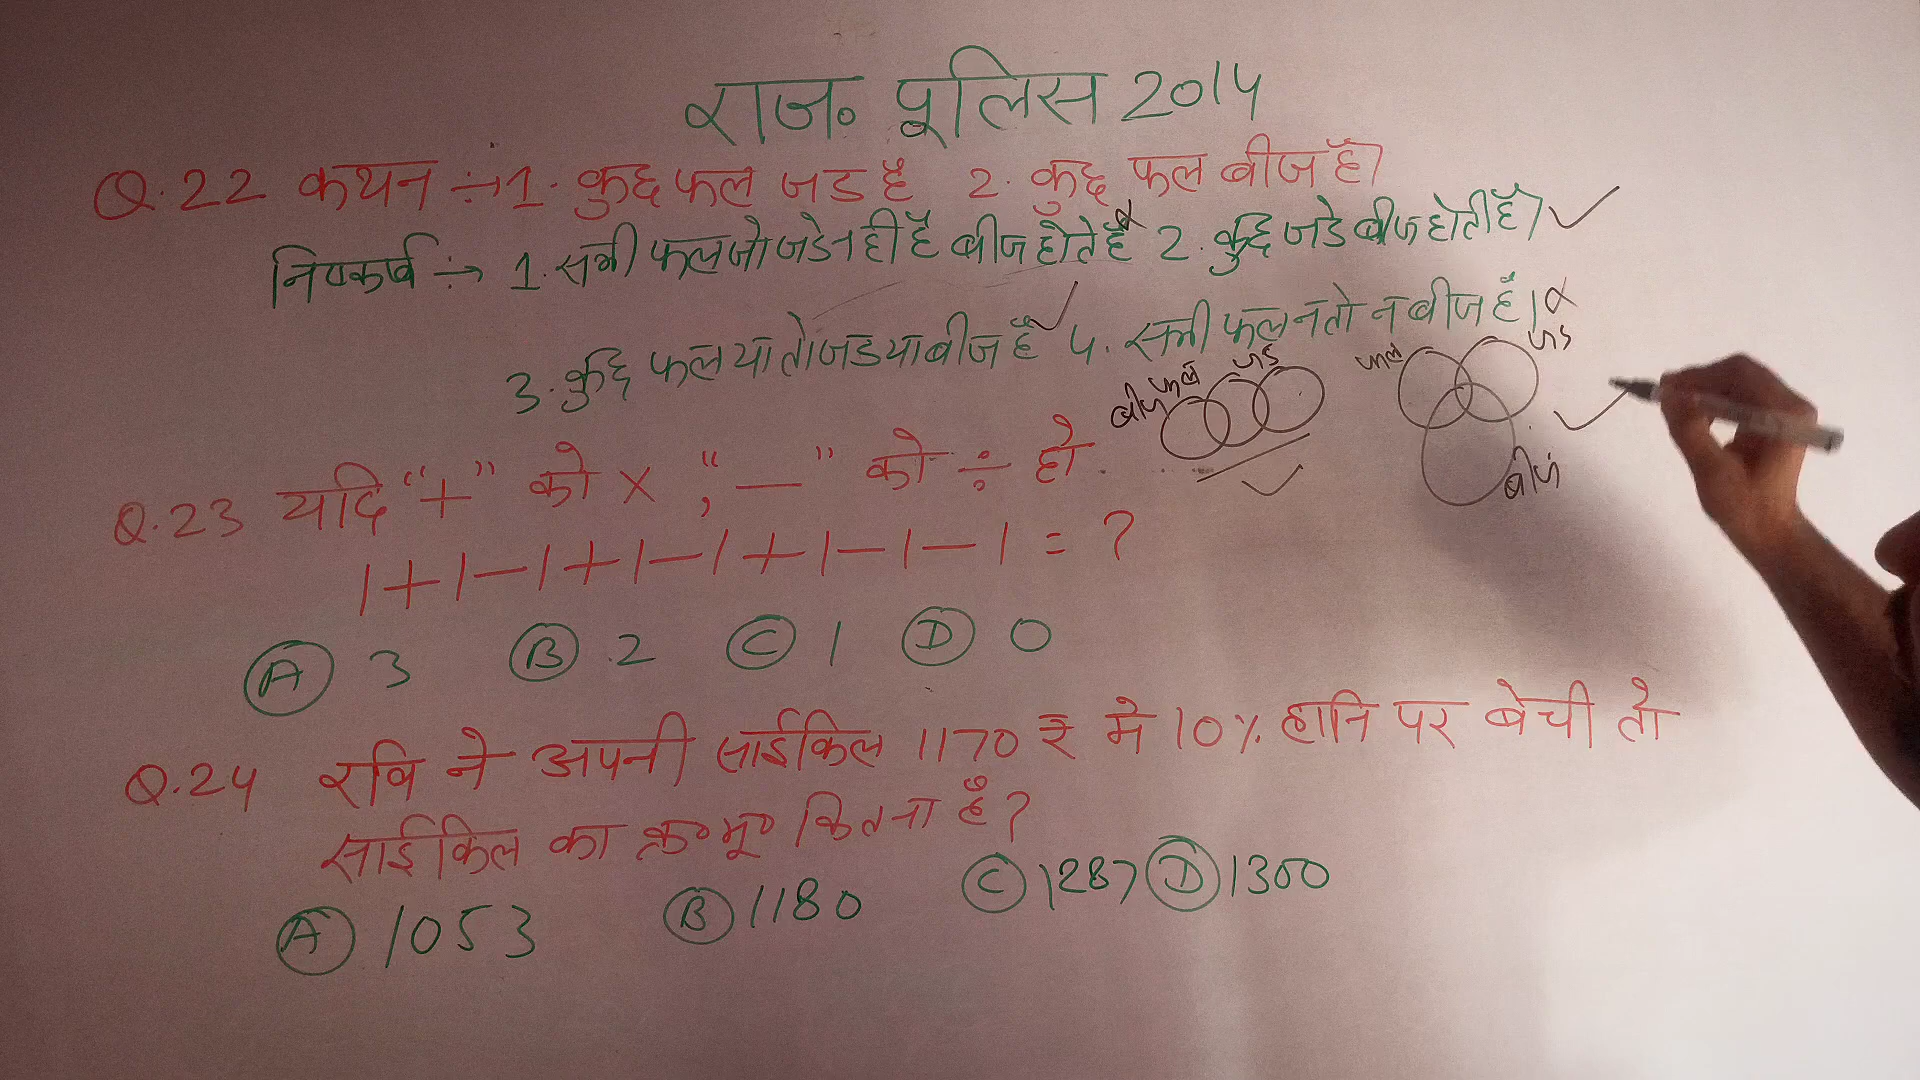 राज० पूलिस 2014
Q.22 कथन ÷→ 1. कुछ फल जड है 2. कुछ फल बीज है।
निष्कर्ष ÷→ 1. सभी फल जो जडे नही है बीज होते है 2. कुछ जडे बीज होती है।
3. कुछ फल या तो जड या बीज है 4. सभी फल न तो न बीज है।
बीज फल जड
फल जड
बीज
Q.23 यदि "+" को × , "—" को ÷ हो
1+1-1+1-1+1-1-1 = ?
A 3 B 2 C 1 D 0
Q.24 रवि ने अपनी साईकिल 1170 ₹ मे 10% हानि पर बेची तो
साईकिल का क्र०मू० कितना है?
A 1053 B 1180 C 1287 D 1300